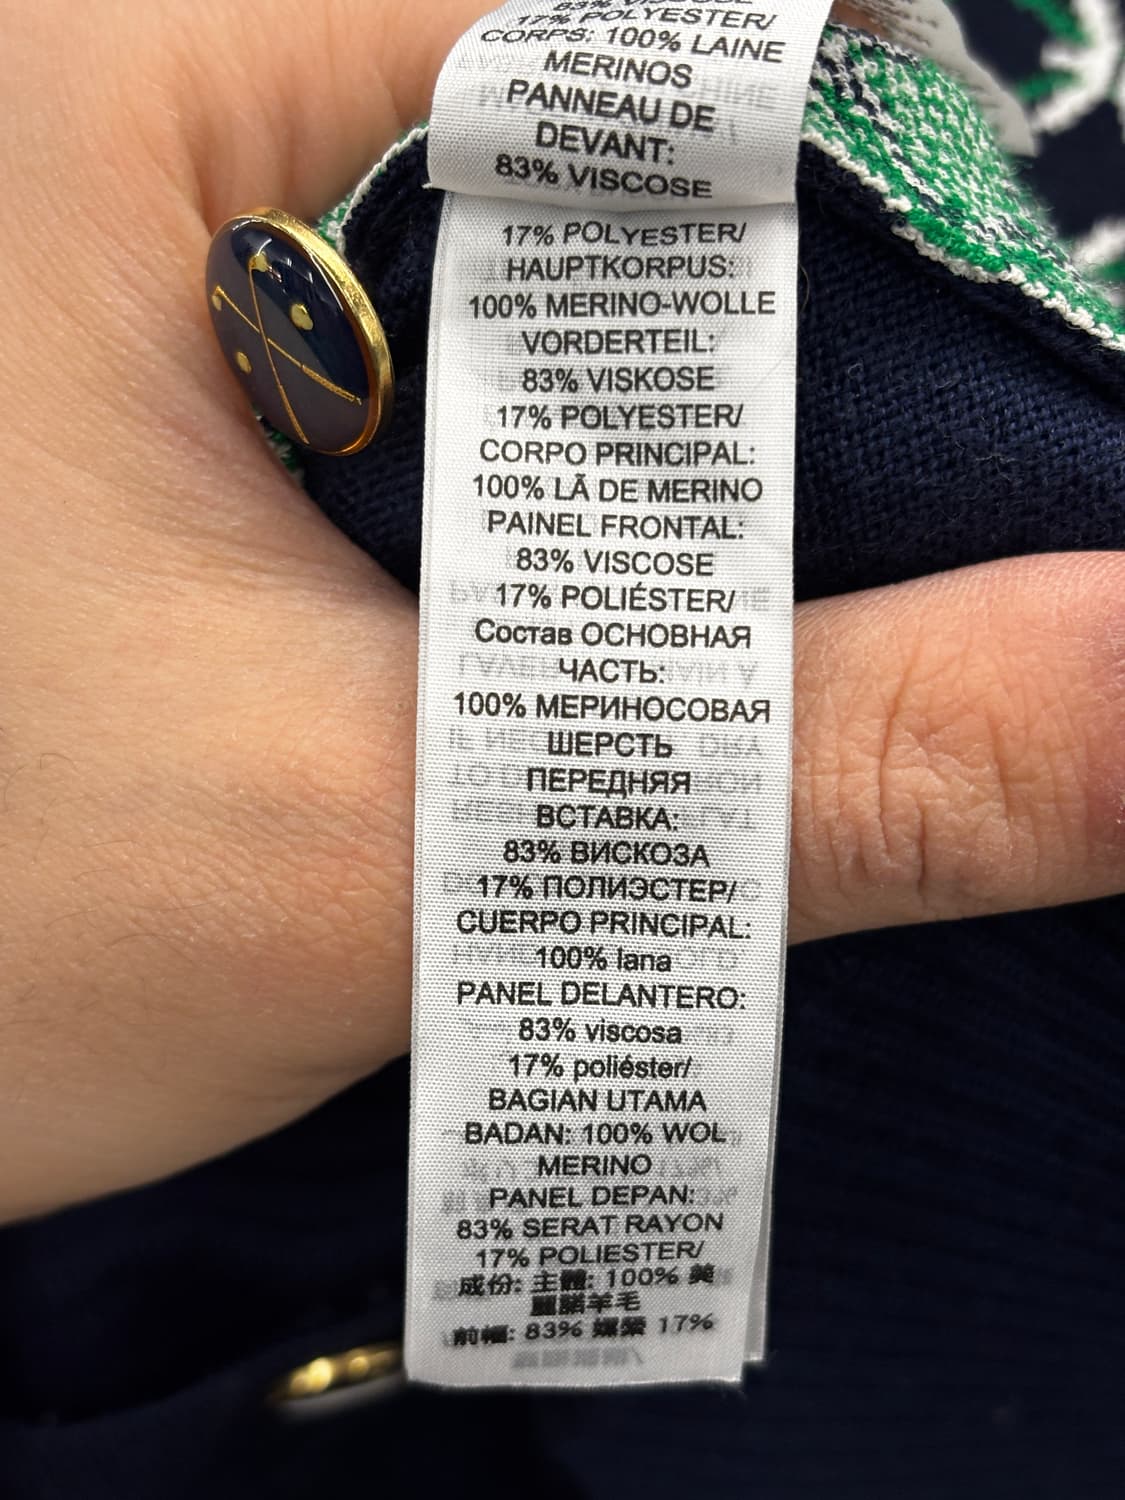 83% VISCOSE
17% POLYESTER/
CORPS: 100% LAINE
MERINOS
PANNEAU DE
DEVANT:
83% VISCOSE
17% POLYESTER/
HAUPTKORPUS:
100% MERINO-WOLLE
VORDERTEIL:
83% VISKOSE
17% POLYESTER/
CORPO PRINCIPAL:
100% LÃ DE MERINO
PAINEL FRONTAL:
83% VISCOSE
17% POLIÉSTER/
Состав ОСНОВНАЯ
ЧАСТЬ:
100% МЕРИНОСОВАЯ
ШЕРСТЬ
ПЕРЕДНЯЯ
ВСТАВКА:
83% ВИСКОЗА
17% ПОЛИЭСТЕР/
CUERPO PRINCIPAL:
100% lana
PANEL DELANTERO:
83% viscosa
17% poliéster/
BAGIAN UTAMA
BADAN: 100% WOL
MERINO
PANEL DEPAN:
83% SERAT RAYON
17% POLIESTER/
成份: 主體: 100% 美
麗諾羊毛
前幅: 83% 嫘縈 17%